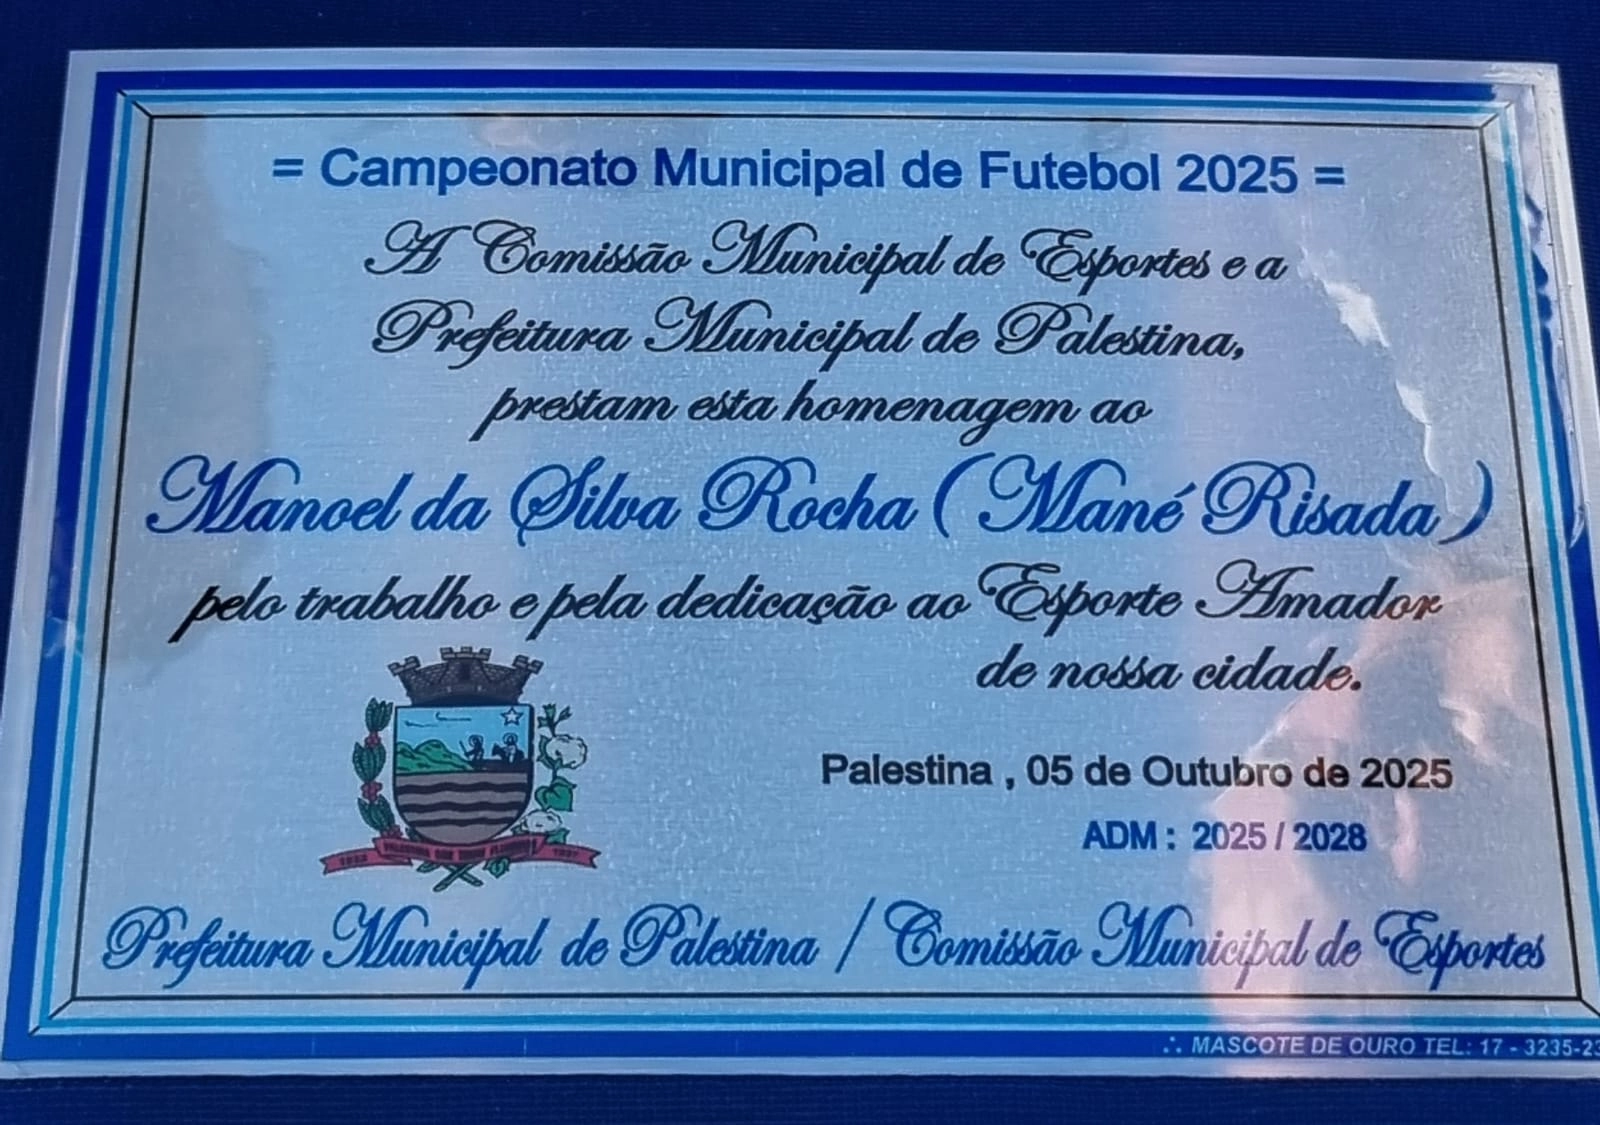 = Campeonato Municipal de Futebol 2025 =
A Comissão Municipal de Esportes e a
Prefeitura Municipal de Palestina,
prestam esta homenagem ao
Manoel da Silva Rocha ( Mané Risada )
pelo trabalho e pela dedicação ao Esporte Amador
de nossa cidade.
Palestina , 05 de Outubro de 2025
ADM : 2025 / 2028
Prefeitura Municipal de Palestina / Comissão Municipal de Esportes
∴ MASCOTE DE OURO TEL: 17 - 3235-23